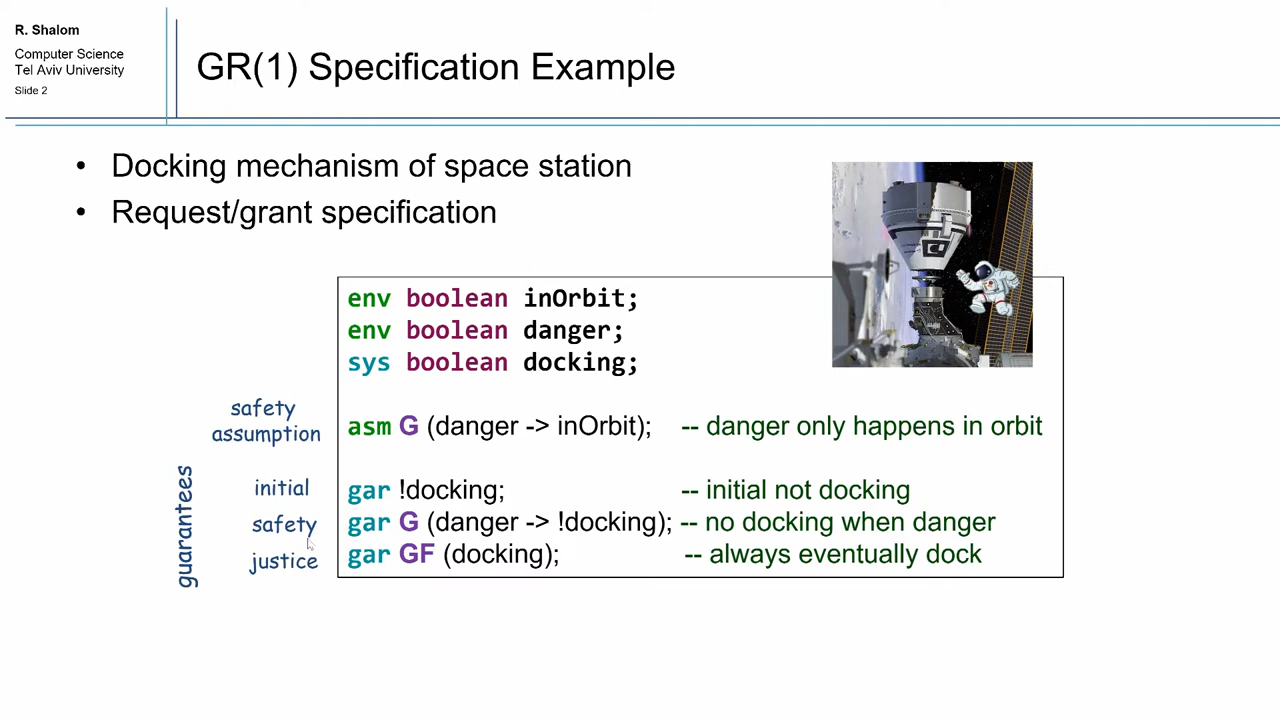 R. Shalom
Computer Science
Tel Aviv University
Slide 2
GR(1) Specification Example
• Docking mechanism of space station
• Request/grant specification
env boolean inOrbit;
env boolean danger;
sys boolean docking;
safety
assumption
asm G (danger -> inOrbit); -- danger only happens in orbit
guarantees
initial
gar !docking; -- initial not docking
safety
gar G (danger -> !docking); -- no docking when danger
justice
gar GF (docking); -- always eventually dock